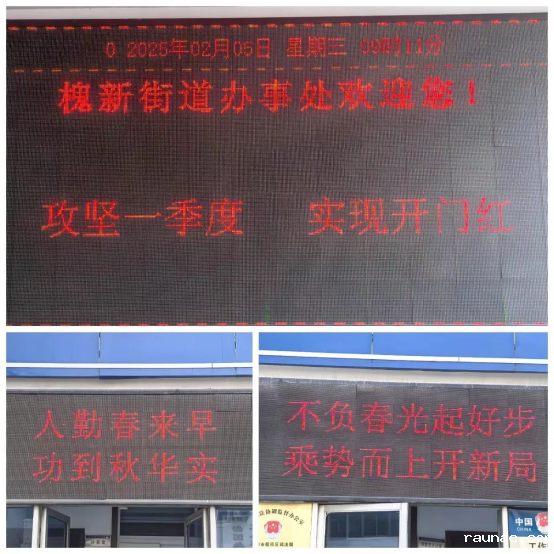 0 2025年02月05日 星期三 09时11分
槐新街道办事处欢迎您!
攻坚一季度 实现开门红
人勤春来早
功到秋华实
不负春光起好步
乘势而上开新局
中国
CHINA